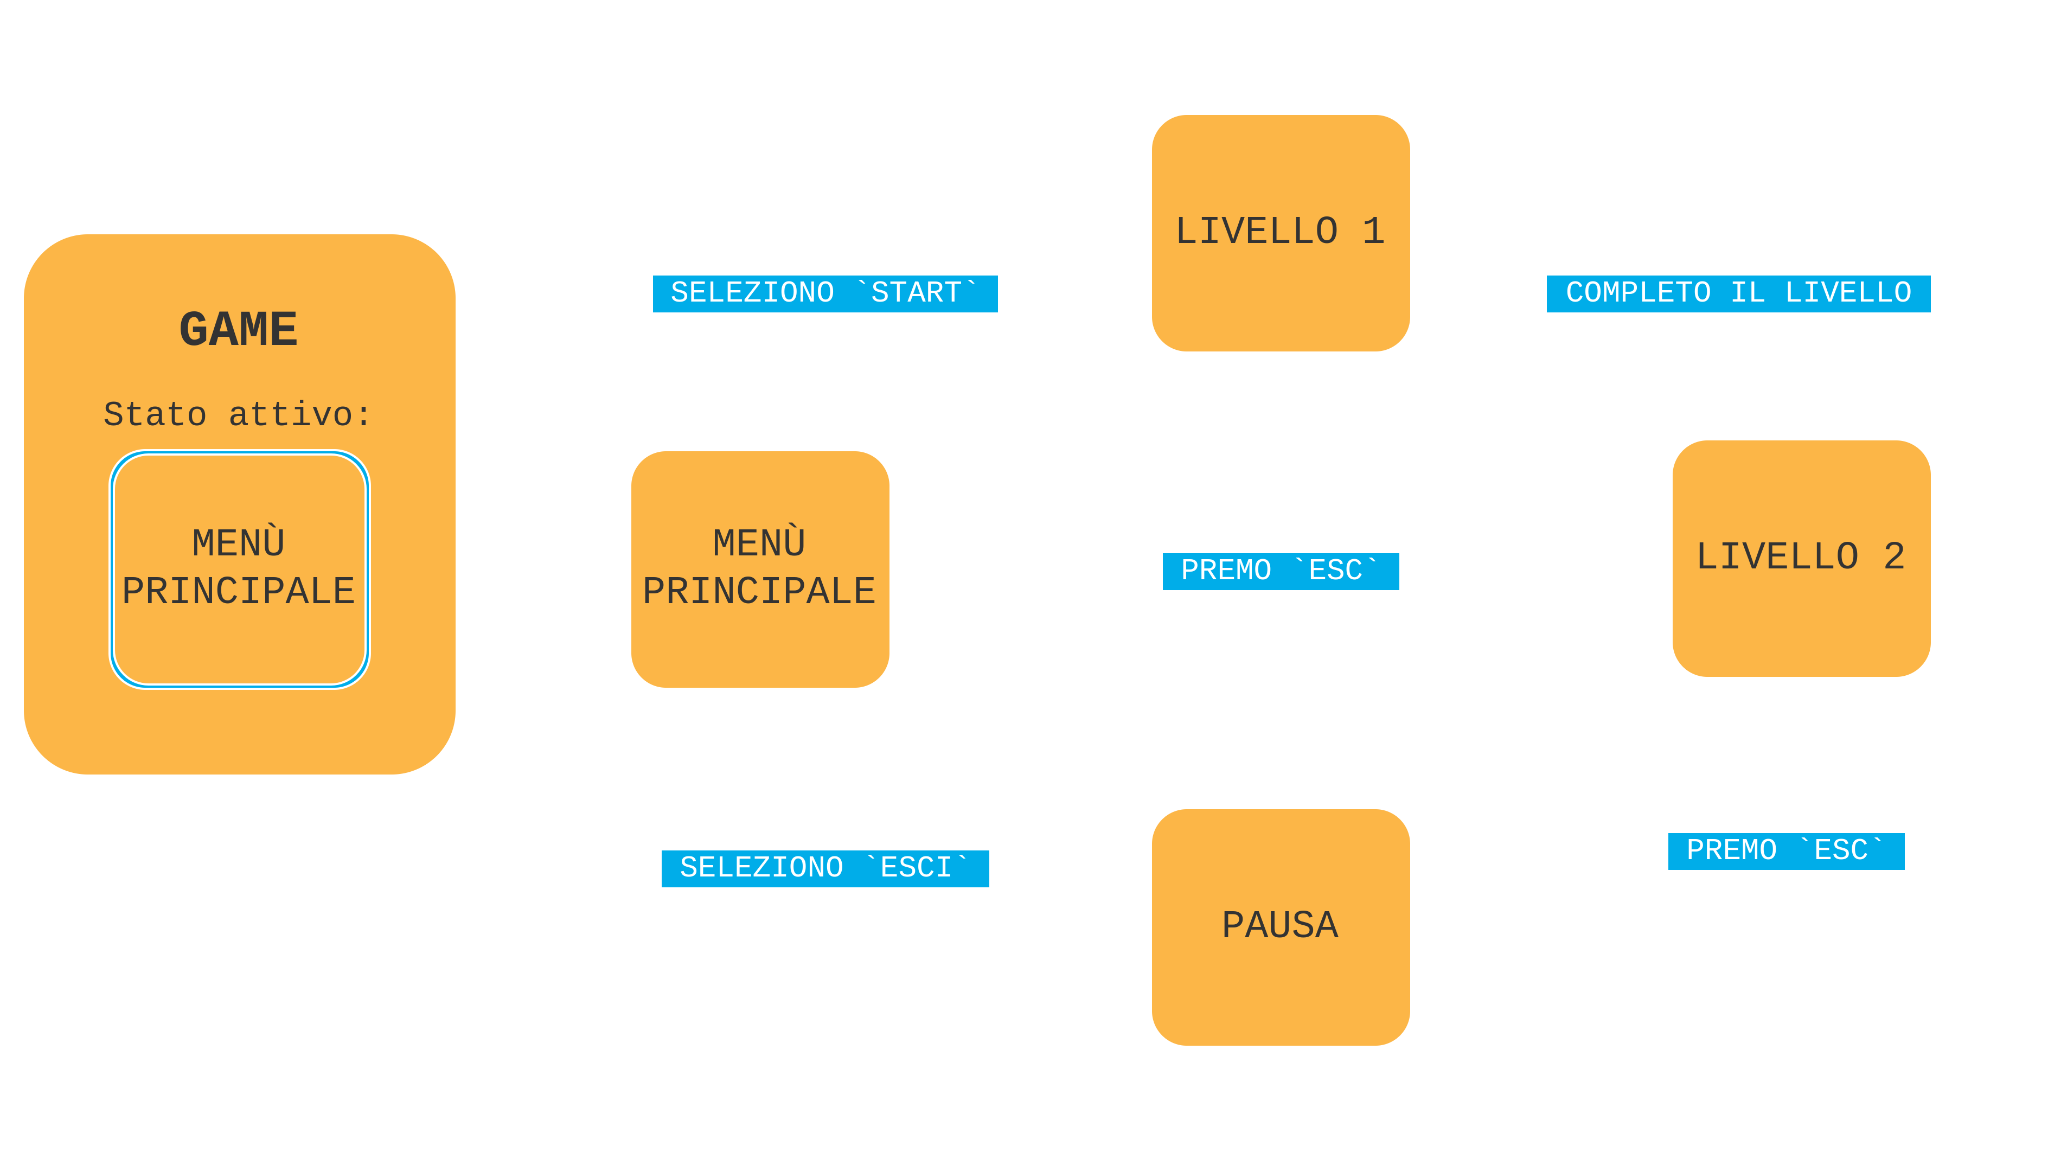 GAME
Stato attivo:
MENÙ
PRINCIPALE
SELEZIONO `START`
MENÙ
PRINCIPALE
SELEZIONO `ESCI`
LIVELLO 1
PREMO `ESC`
PAUSA
COMPLETO IL LIVELLO
LIVELLO 2
PREMO `ESC`